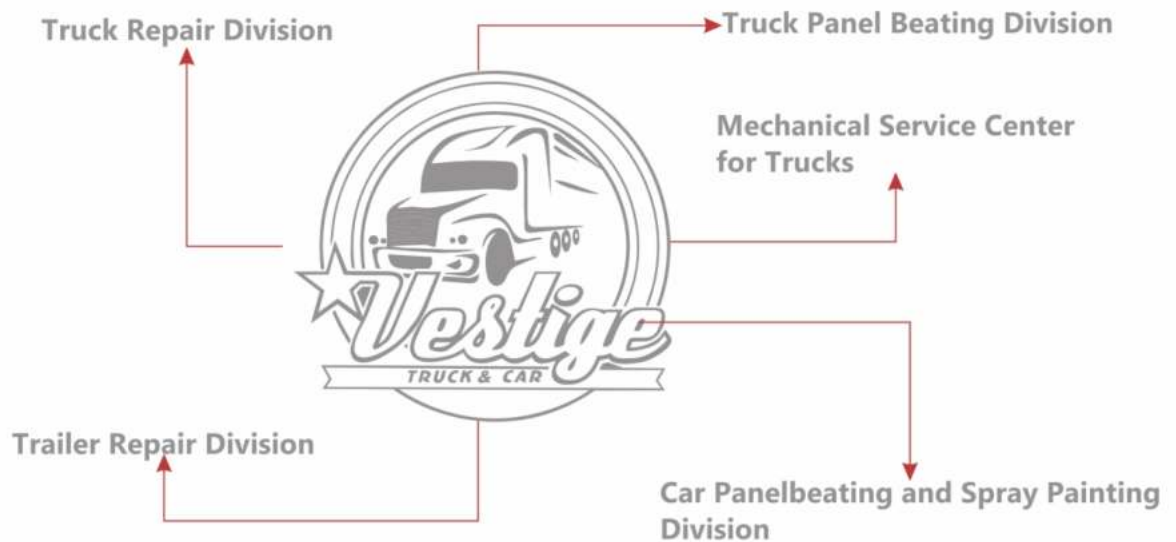 Truck Repair Division
Truck Panel Beating Division
Mechanical Service Center
for Trucks
Vestige
TRUCK & CAR
Trailer Repair Division
Car Panelbeating and Spray Painting
Division